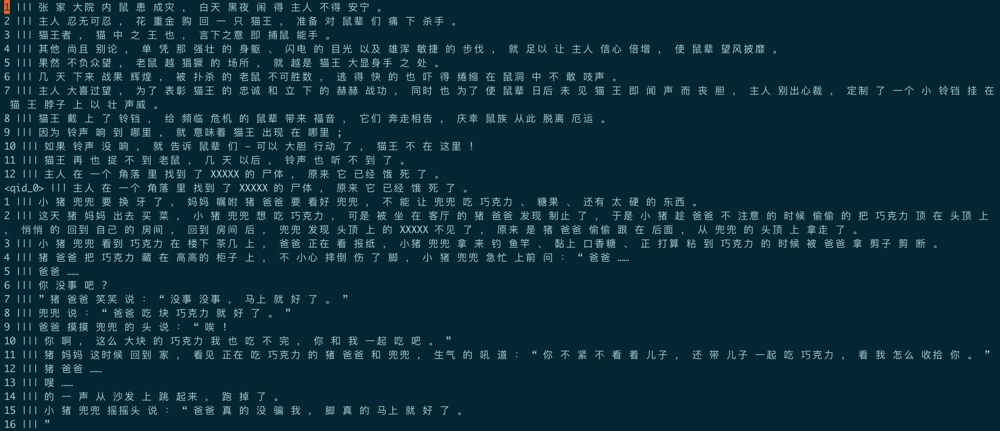 1 ||| 张 家 大院 内 鼠 患 成灾 , 白天 黑夜 闹 得 主人 不得 安宁 。
2 ||| 主人 忍无可忍 , 花 重金 购 回 一 只 猫王 , 准备 对 鼠辈 们 痛 下 杀手 。
3 ||| 猫王者 , 猫 中 之 王 也 , 言下之意 即 捕鼠 能手 。
4 ||| 其他 尚且 别论 , 单 凭 那 强壮 的 身躯 、 闪电 的 目光 以及 雄浑 敏捷 的 步伐 , 就 足以 让 主人 信心 倍增 , 使 鼠辈 望风披靡 。
5 ||| 果然 不负众望 , 老鼠 越 猖獗 的 场所 , 就 越是 猫王 大显身手 之 处 。
6 ||| 几 天 下来 战果 辉煌 , 被 扑杀 的 老鼠 不可胜数 , 逃 得 快 的 也 吓 得 绻缩 在 鼠洞 中 不 敢 吱声 。
7 ||| 主人 大喜过望 , 为了 表彰 猫王 的 忠诚 和 立 下 的 赫赫 战功 , 同时 也 为了 使 鼠辈 日后 未 见 猫 王 即 闻 声 而 丧 胆 , 主人 别出心裁 , 定制 了 一个 小 铃铛 挂 在
猫 王 脖子 上 以 壮 声威 。
8 ||| 猫王 戴 上 了 铃铛 , 给 频临 危机 的 鼠辈 带来 福音 , 它们 奔走相告 , 庆幸 鼠族 从此 脱离 厄运 。
9 ||| 因为 铃声 响 到 哪里 , 就 意味着 猫王 出现 在 哪里 ;
10 ||| 如果 铃声 没 响 , 就 告诉 鼠辈 们 — 可以 大胆 行动 了 , 猫王 不 在 这里 !
11 ||| 猫王 再 也 捉 不 到 老鼠 , 几 天 以后 , 铃声 也 听 不 到 了 。
12 ||| 主人 在 一个 角落 里 找到 了 XXXXX 的 尸体 , 原来 它 已经 饿 死 了 。
<qid_0> ||| 主人 在 一个 角落 里 找到 了 XXXXX 的 尸体 , 原来 它 已经 饿 死 了 。
1 ||| 小 猪 兜兜 要 换 牙 了 , 妈妈 嘱咐 猪 爸爸 要 看好 兜兜 , 不 能 让 兜兜 吃 巧克力 、 糖果 、 还有 太 硬 的 东西 。
2 ||| 这天 猪 妈妈 出去 买 菜 , 小 猪 兜兜 想 吃 巧克力 , 可是 被 坐 在 客厅 的 猪 爸爸 发现 制止 了 , 于是 小 猪 趁 爸爸 不 注意 的 时候 偷偷 的 把 巧克力 顶 在 头顶 上
, 悄悄 的 回到 自己 的 房间 , 回到 房间 后 , 兜兜 发现 头顶 上 的 XXXXX 不见 了 , 原来 是 猪 爸爸 偷偷 跟 在 后面 , 从 兜兜 的 头顶 上 拿走 了 。
3 ||| 小 猪 兜兜 看到 巧克力 在 楼下 茶几 上 , 爸爸 正在 看 报纸 , 小猪 兜兜 拿 来 钓 鱼竿 、 黏上 口香糖 、 正 打算 粘 到 巧克力 的 时候 被 爸爸 拿 剪子 剪 断 。
4 ||| 猪 爸爸 把 巧克力 藏 在 高高的 柜子 上 , 不 小心 摔倒 伤 了 脚 , 小 猪 兜兜 急忙 上前 问 : “ 爸爸 ……
5 ||| 爸爸 ……
6 ||| 你 没事 吧 ?
7 ||| ” 猪 爸爸 笑笑 说 : “ 没事 没事 , 马上 就 好 了 。 ”
8 ||| 兜兜 说 : “ 爸爸 吃 块 巧克力 就 好 了 。 ”
9 ||| 爸爸 摸摸 兜兜 的 头 说 : “ 唉 !
10 ||| 你 啊 , 这么 大块 的 巧克力 我 也 吃 不 完 , 你 和 我 一起 吃 吧 。 ”
11 ||| 猪 妈妈 这时候 回到 家 , 看见 正在 吃 巧克力 的 猪 爸爸 和 兜兜 , 生气 的 吼 道 : “ 你 不 紧 不 看 着 儿子 , 还 带 儿子 一起 吃 巧克力 , 看 我 怎么 收拾 你 。 ”
12 ||| 猪 爸爸 ……
13 ||| 嗖 ……
14 ||| 的 一 声 从 沙发 上 跳 起来 , 跑 掉 了 。
15 ||| 小 猪 兜兜 摇摇头 说 : “ 爸爸 真 的 没 骗 我 , 脚 真 的 马上 就 好 了 。
16 ||| ”